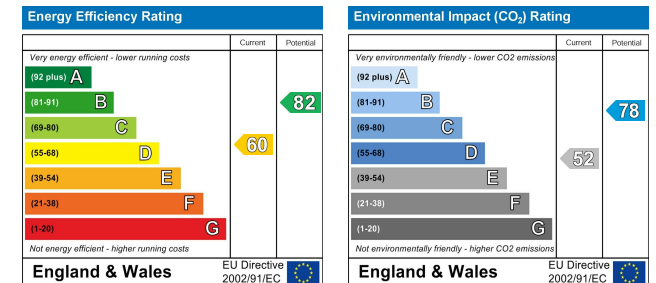 Energy Efficiency Rating
Current Potential
Very energy efficient - lower running costs
(92 plus) A
(81-91) B
(69-80) C
(55-68) D
(39-54) E
(21-38) F
(1-20) G
60
82
Not energy efficient - higher running costs
England & Wales
EU Directive
2002/91/EC
Environmental Impact (CO2) Rating
Current Potential
Very environmentally friendly - lower CO2 emissions
(92 plus) A
(81-91) B
(69-80) C
(55-68) D
(39-54) E
(21-38) F
(1-20) G
52
78
Not environmentally friendly - higher CO2 emissions
England & Wales
EU Directive
2002/91/EC